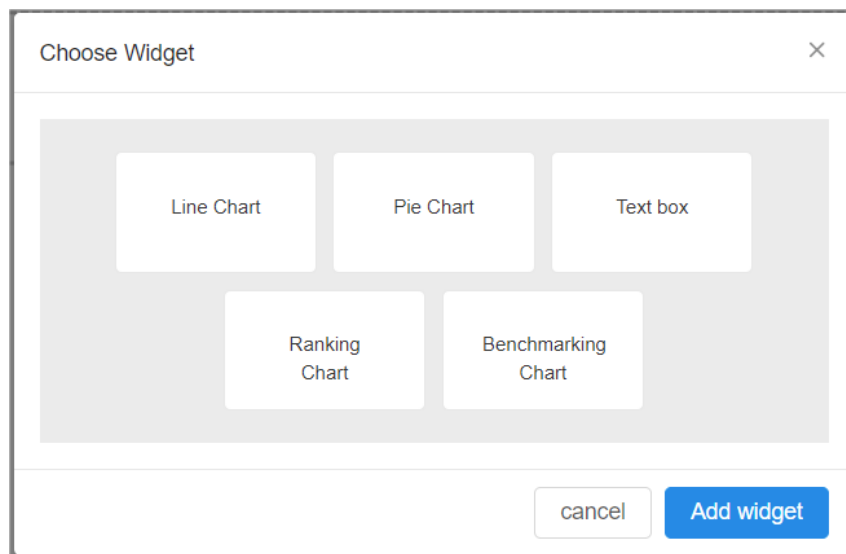 Choose Widget
Line Chart
Pie Chart
Text box
Ranking
Chart
Benchmarking
Chart
cancel
Add widget